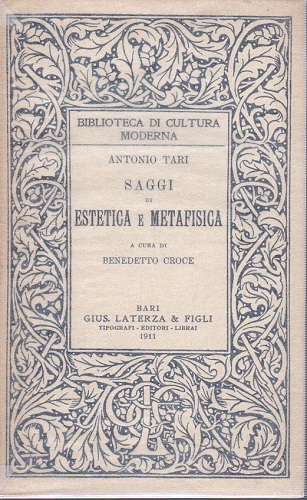 BIBLIOTECA DI CULTURA
MODERNA
ANTONIO TARI
SAGGI
DI
ESTETICA E METAFISICA
A CURA DI
BENEDETTO CROCE
BARI
GIUS. LATERZA & FIGLI
TIPOGRAFI - EDITORI - LIBRAI
1911